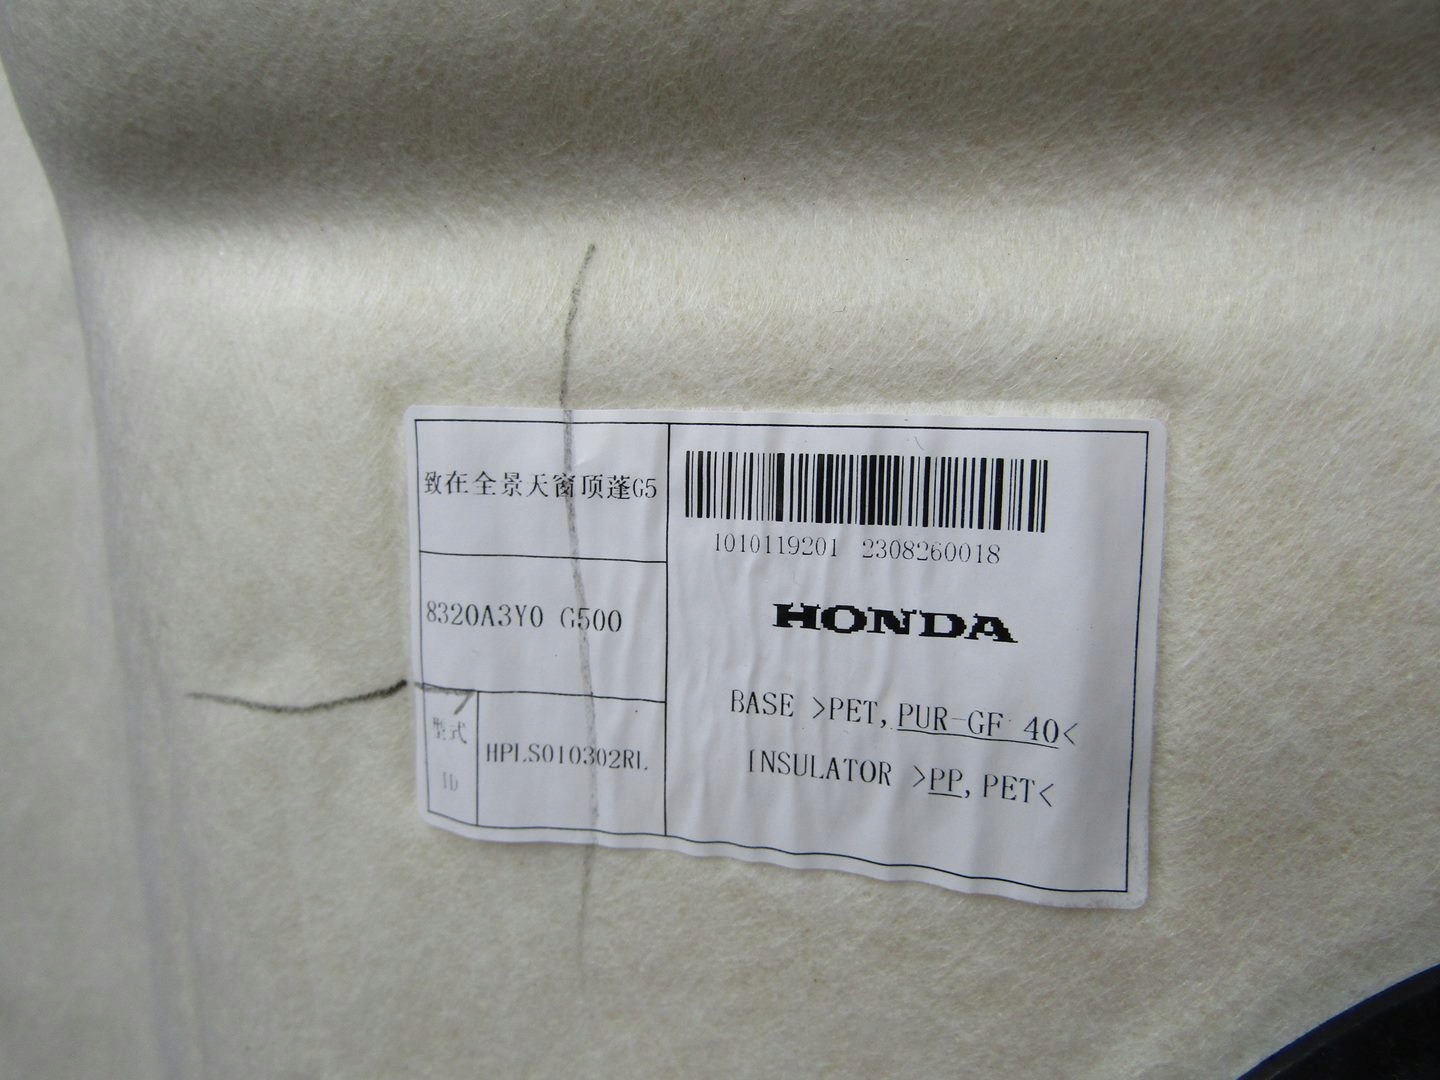 致在全景天窗顶蓬G5
8320A3Y0 G500
型式
ID
HPLS010302RL
1010119201 2308260018
HONDA
BASE >PET, PUR-GF 40<
INSULATOR >PP, PET<